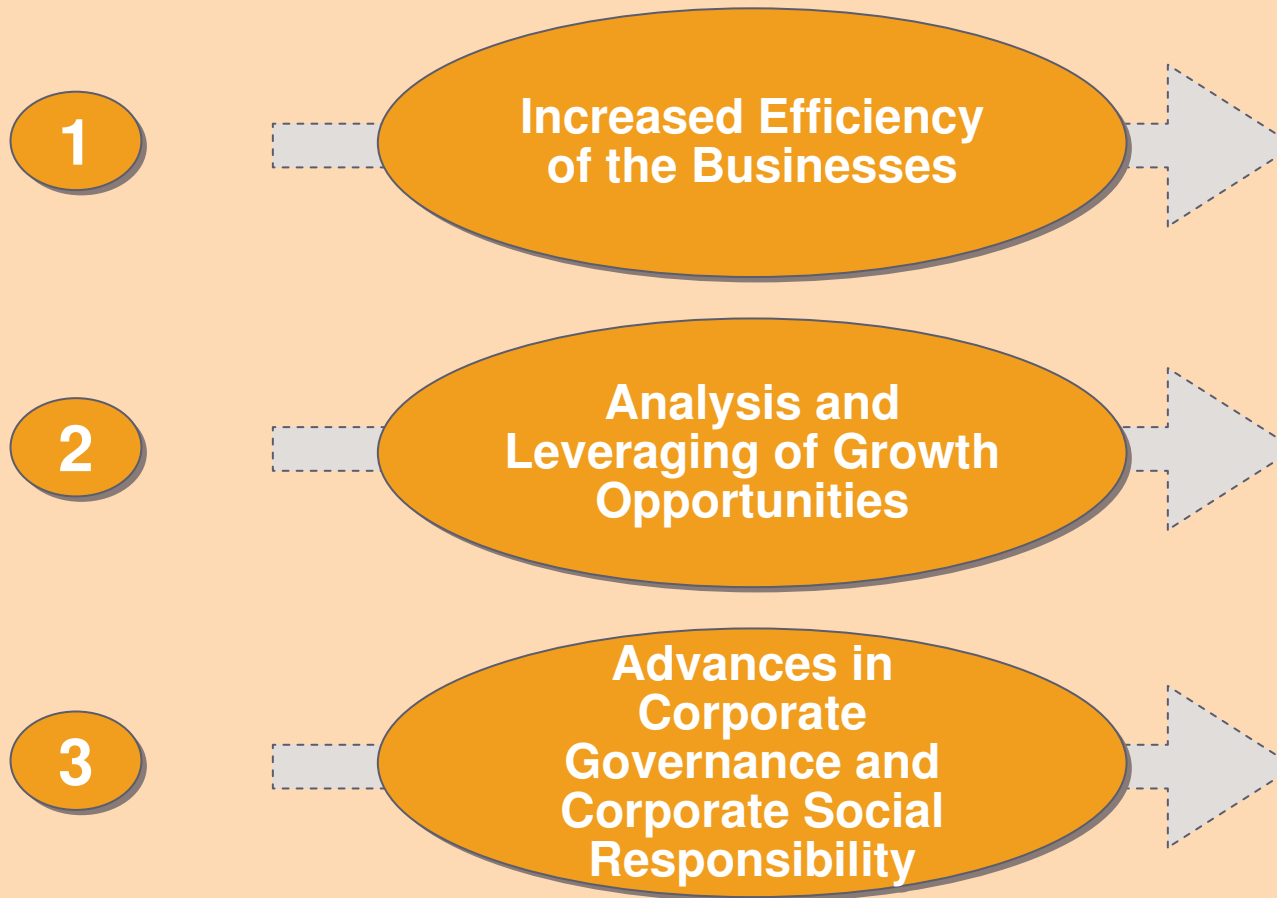 1
Increased Efficiency
of the Businesses
2
Analysis and
Leveraging of Growth
Opportunities
3
Advances in
Corporate
Governance and
Corporate Social
Responsibility